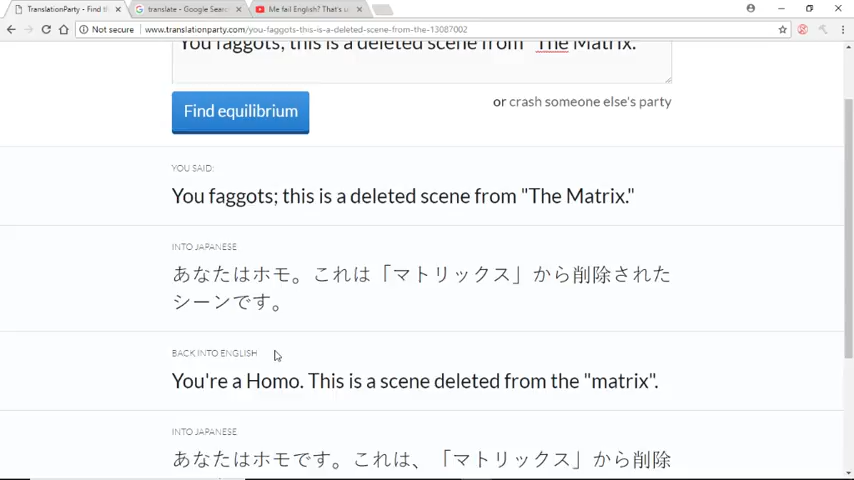 TranslationParty - Find th
translate - Google Searc
Me fail English? That's u
Not secure | www.translationparty.com/you-faggots-this-is-a-deleted-scene-from-the-13087002
You faggots; this is a deleted scene from "The Matrix."
Find equilibrium
or crash someone else's party
YOU SAID:
You faggots; this is a deleted scene from "The Matrix."
INTO JAPANESE
あなたはホモ。これは「マトリックス」から削除された
シーンです。
BACK INTO ENGLISH
You're a Homo. This is a scene deleted from the "matrix".
INTO JAPANESE
あなたはホモです。これは、「マトリックス」から削除